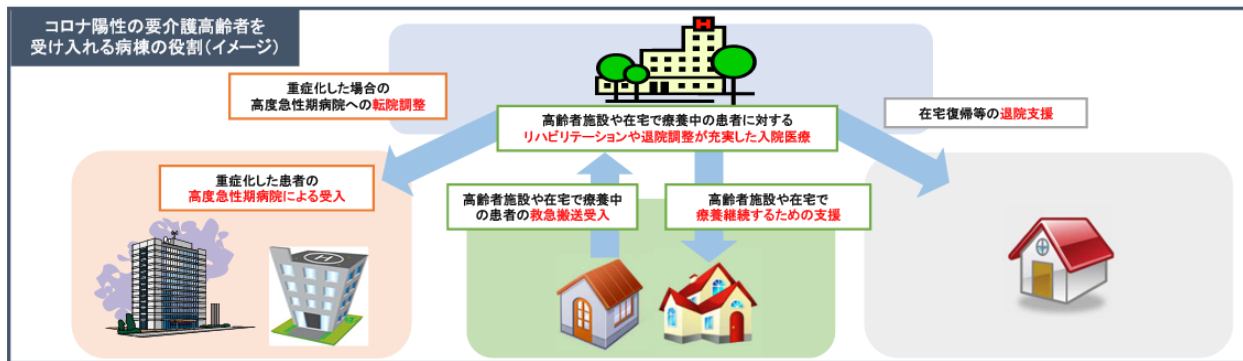 コロナ陽性の要介護高齢者を
受け入れる病棟の役割(イメージ)
H
重症化した場合の
高度急性期病院への転院調整
高齢者施設や在宅で療養中の患者に対する
リハビリテーションや退院調整が充実した入院医療
在宅復帰等の退院支援
重症化した患者の
高度急性期病院による受入
高齢者施設や在宅で療養中
の患者の救急搬送受入
高齢者施設や在宅で
療養継続するための支援
H